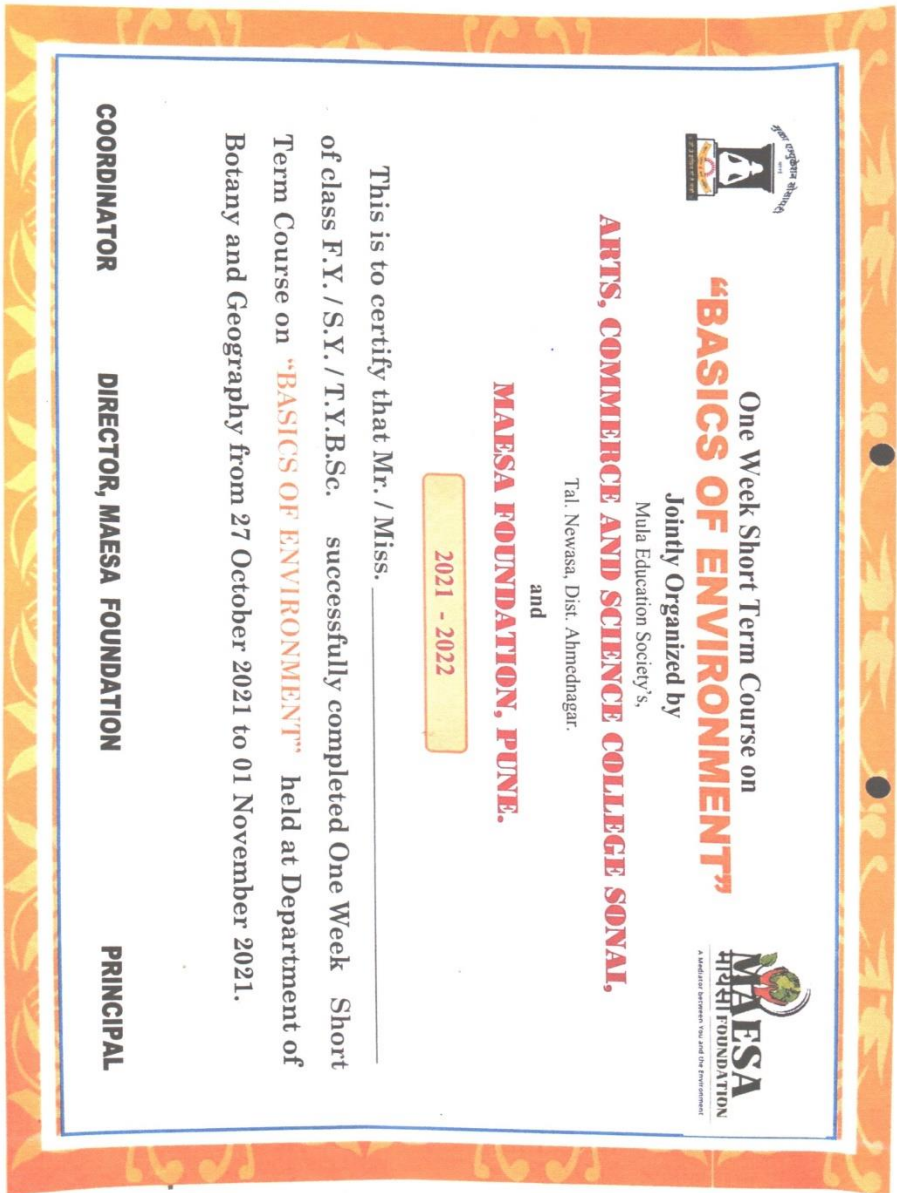 मुळा एज्युकेशन सोसायटी
One Week Short Term Course on
“BASICS OF ENVIRONMENT”
Jointly Organized by
Mula Education Society's,
ARTS, COMMERCE AND SCIENCE COLLEGE SONAI,
Tal. Newasa, Dist. Ahmednagar.
and
MAESA FOUNDATION, PUNE.
MAESA
मायसा FOUNDATION
A Mediator between You and the Environment
2021 - 2022
This is to certify that Mr. / Miss.
of class F.Y. / S.Y. / T.Y.B.Sc. successfully completed One Week Short
Term Course on “BASICS OF ENVIRONMENT” held at Department of
Botany and Geography from 27 October 2021 to 01 November 2021.
COORDINATOR DIRECTOR, MAESA FOUNDATION PRINCIPAL